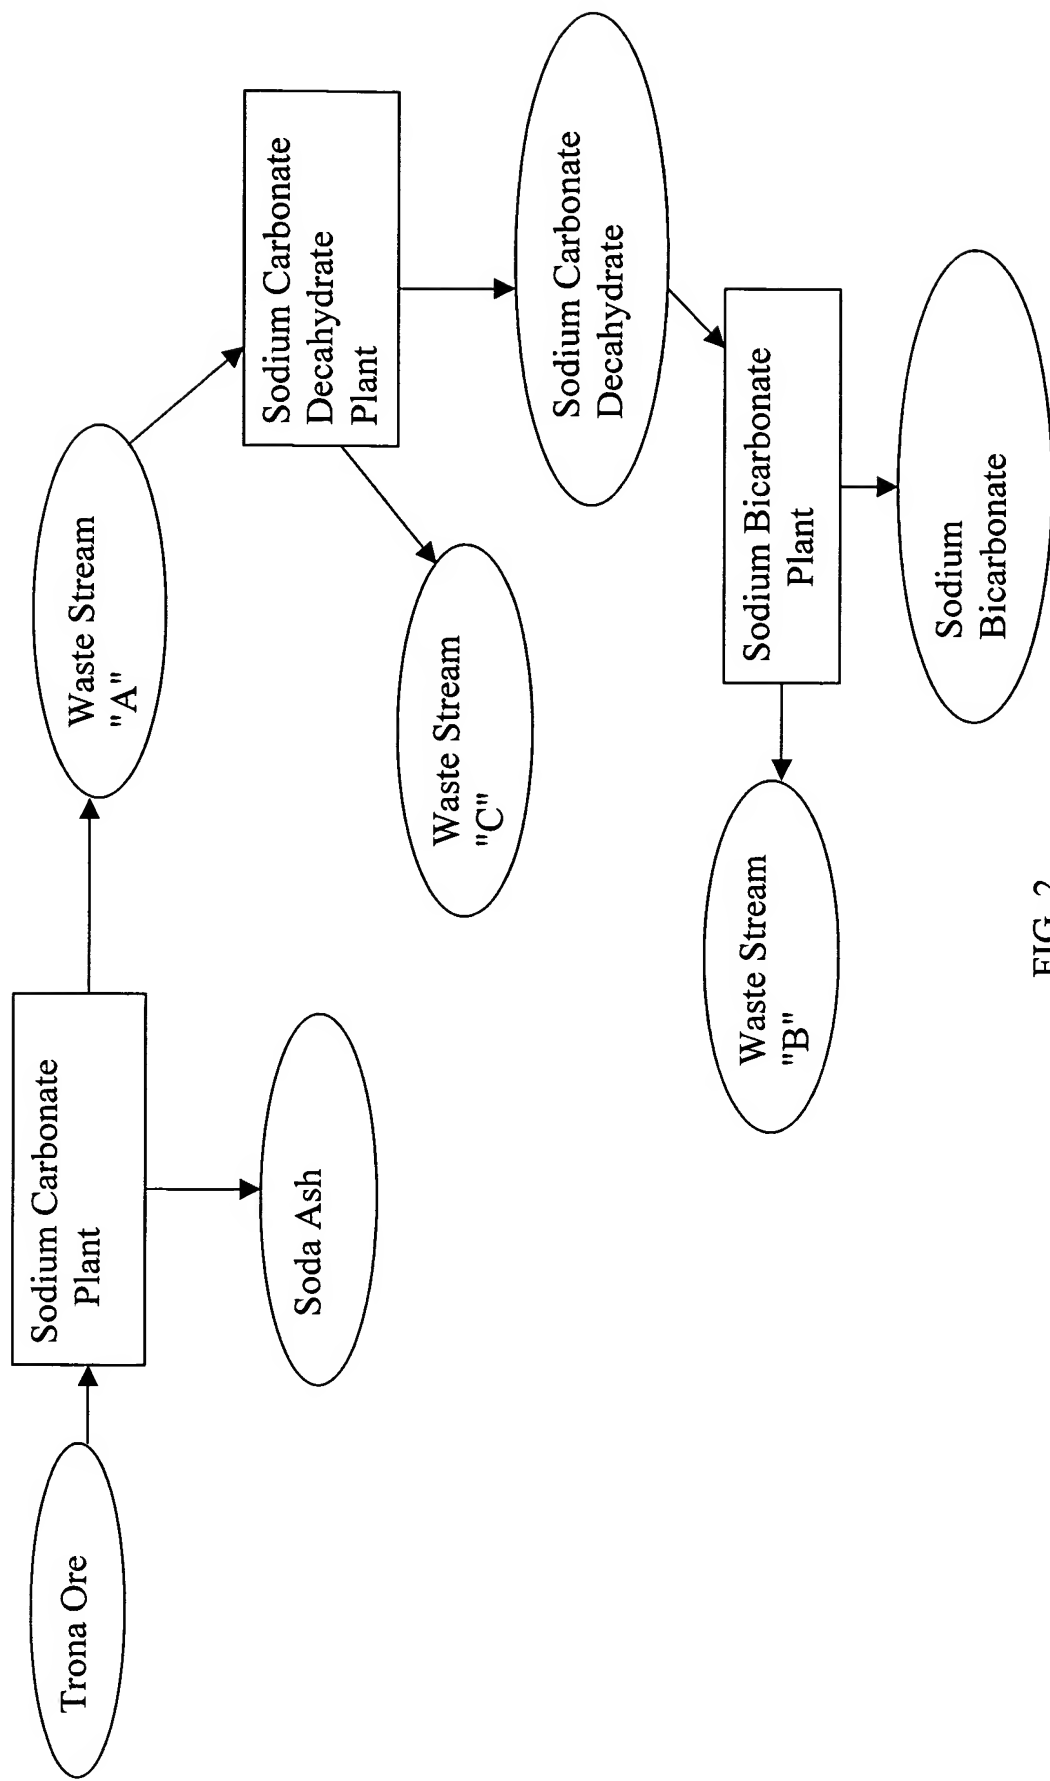 Trona Ore
Sodium Carbonate
Plant
Soda Ash
Waste Stream
"A"
Sodium Carbonate
Decahydrate
Plant
Waste Stream
"C"
Sodium Carbonate
Decahydrate
Sodium Bicarbonate
Plant
Waste Stream
"B"
Sodium
Bicarbonate
FIG. 2